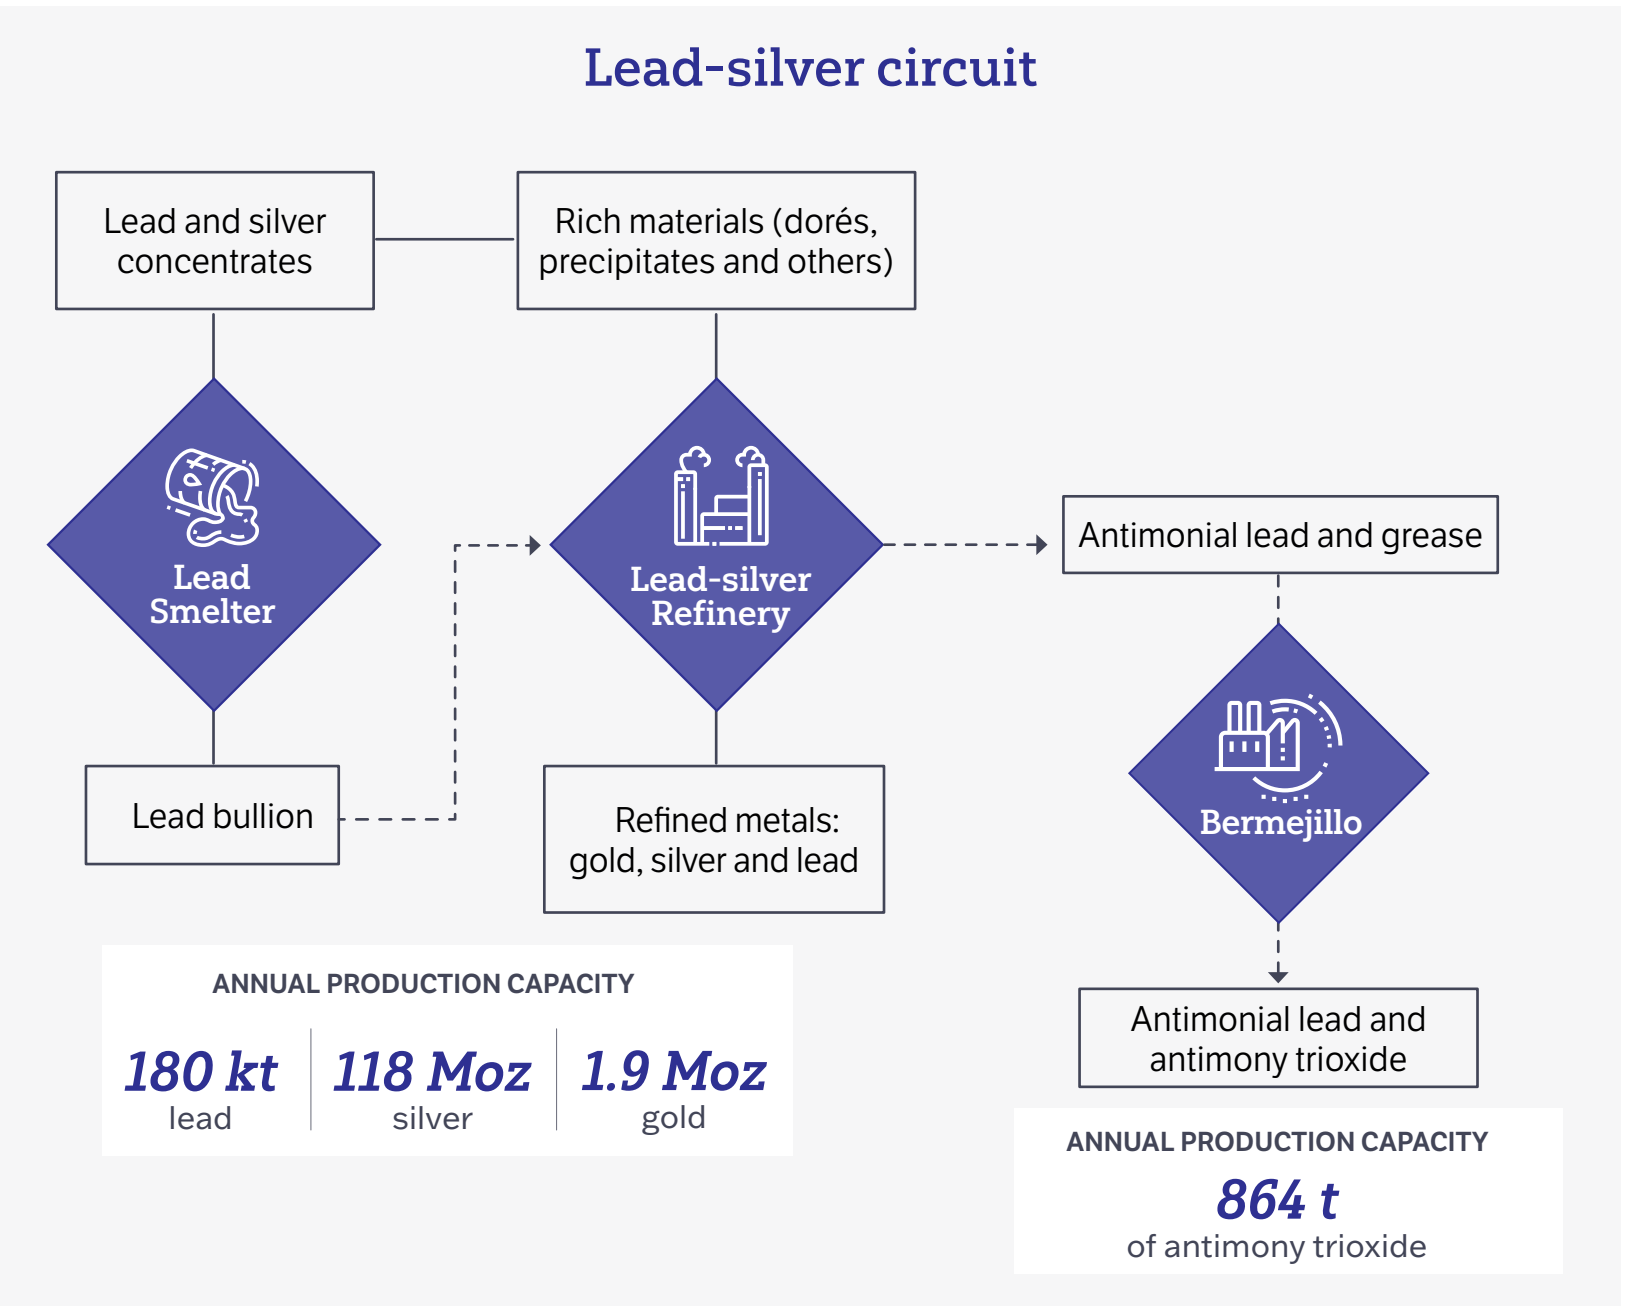 Lead-silver circuit
Lead and silver
concentrates
Rich materials (dorés,
precipitates and others)
Lead
Smelter
Lead-silver
Refinery
Antimonial lead and grease
Lead bullion
Refined metals:
gold, silver and lead
Bermejillo
ANNUAL PRODUCTION CAPACITY
180 kt
lead
118 Moz
silver
1.9 Moz
gold
Antimonial lead and
antimony trioxide
ANNUAL PRODUCTION CAPACITY
864 t
of antimony trioxide